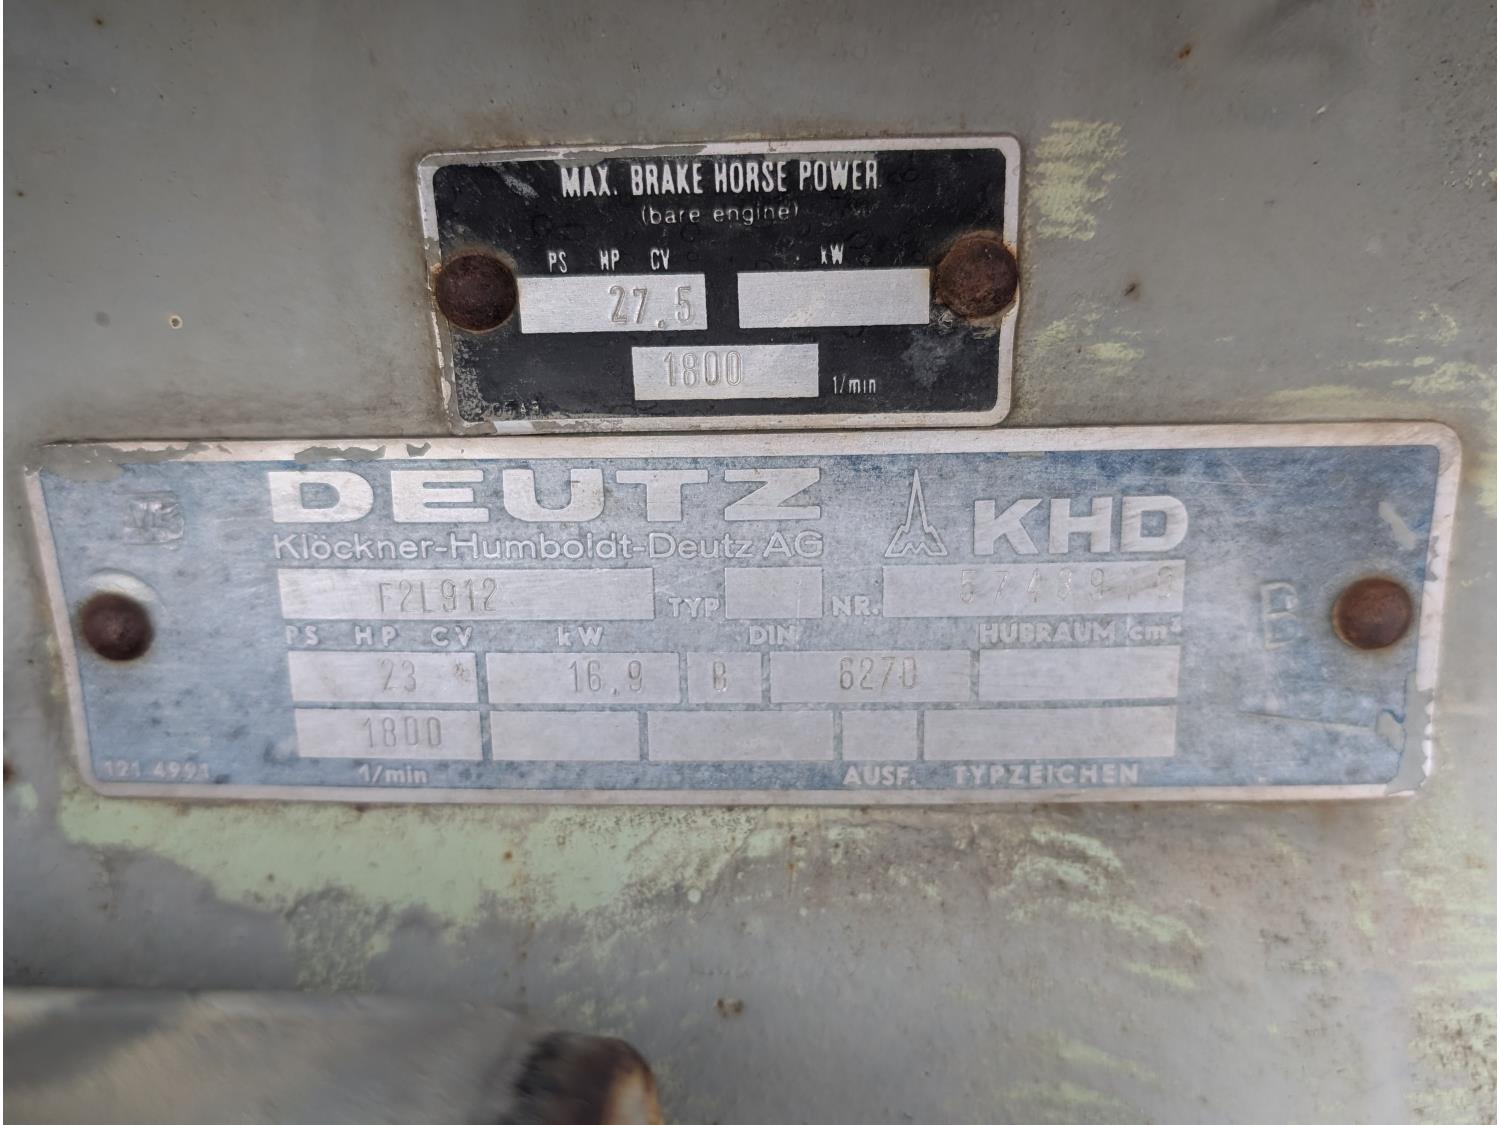 MAX. BRAKE HORSE POWER
(bare engine)
PS HP CV kW
27.5
1800 1/min
DEUTZ KHD
Klöckner-Humboldt-Deutz AG
F2L912 TYP NR.
PS HP CV kW DIN HUBRAUM cm³
23 16.9 B 6270
B
1800
121 4991 1/min AUSF. TYPZEICHEN